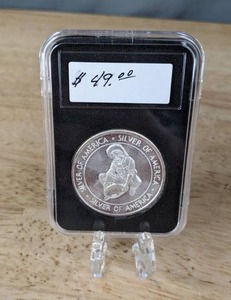 $ 49.00
SILVER OF AMERICA • SILVER OF AMERICA • SILVER OF AMERICA •